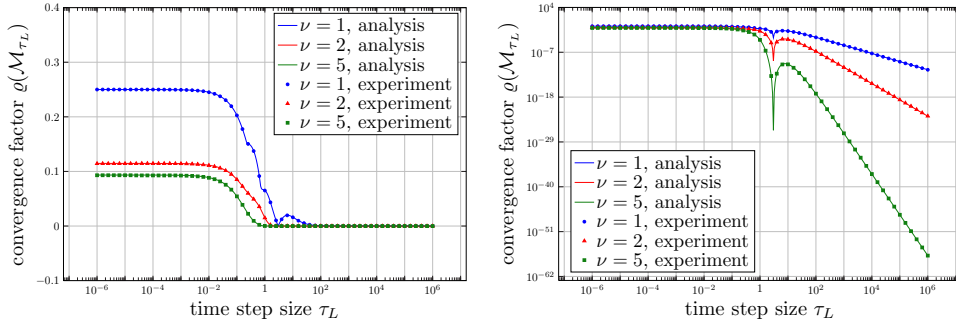 0.4
0.3
0.2
0.1
0
−0.1
convergence factor ϱ(ℳ_{τ_L})
ν = 1, analysis
ν = 2, analysis
ν = 5, analysis
ν = 1, experiment
ν = 2, experiment
ν = 5, experiment
10^{−6} 10^{−4} 10^{−2} 1 10^{2} 10^{4} 10^{6}
time step size τ_L
10^{4}
10^{−7}
10^{−18}
10^{−29}
10^{−40}
10^{−51}
10^{−62}
convergence factor ϱ(ℳ_{τ_L})
ν = 1, analysis
ν = 2, analysis
ν = 5, analysis
ν = 1, experiment
ν = 2, experiment
ν = 5, experiment
10^{−6} 10^{−4} 10^{−2} 1 10^{2} 10^{4} 10^{6}
time step size τ_L